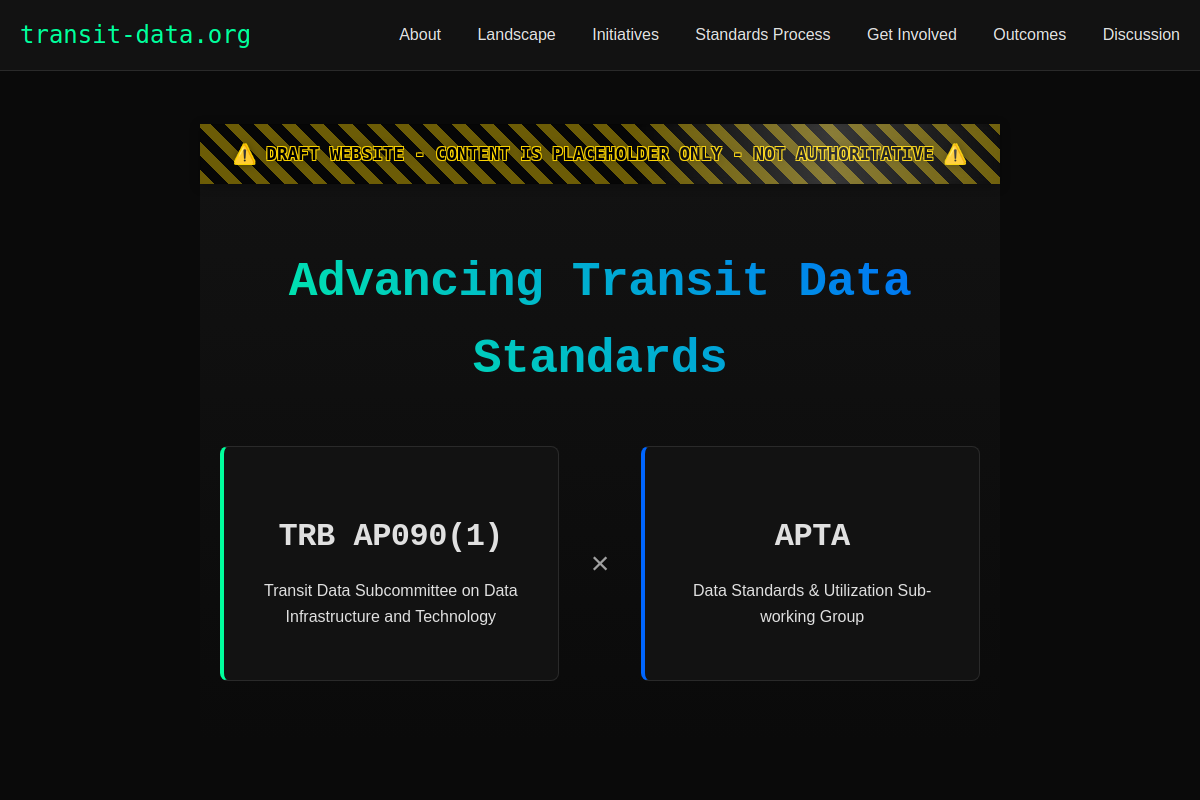 transit-data.org
About Landscape Initiatives Standards Process Get Involved Outcomes Discussion
⚠️ DRAFT WEBSITE - CONTENT IS PLACEHOLDER ONLY - NOT AUTHORITATIVE ⚠️
Advancing Transit Data
Standards
TRB AP090(1)
Transit Data Subcommittee on Data
Infrastructure and Technology
×
APTA
Data Standards & Utilization Sub-
working Group